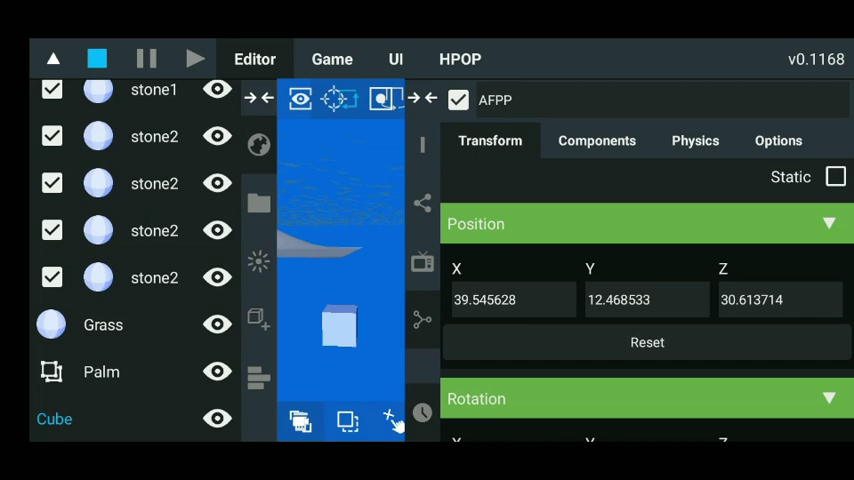 Editor Game UI HPOP v0.1168
stone1
AFPP
stone2
Transform Components Physics Options
stone2
Static
stone2
Position
X Y Z
stone2
39.545628 12.468533 30.613714
Grass
Reset
Palm
Rotation
Cube
X Y Z